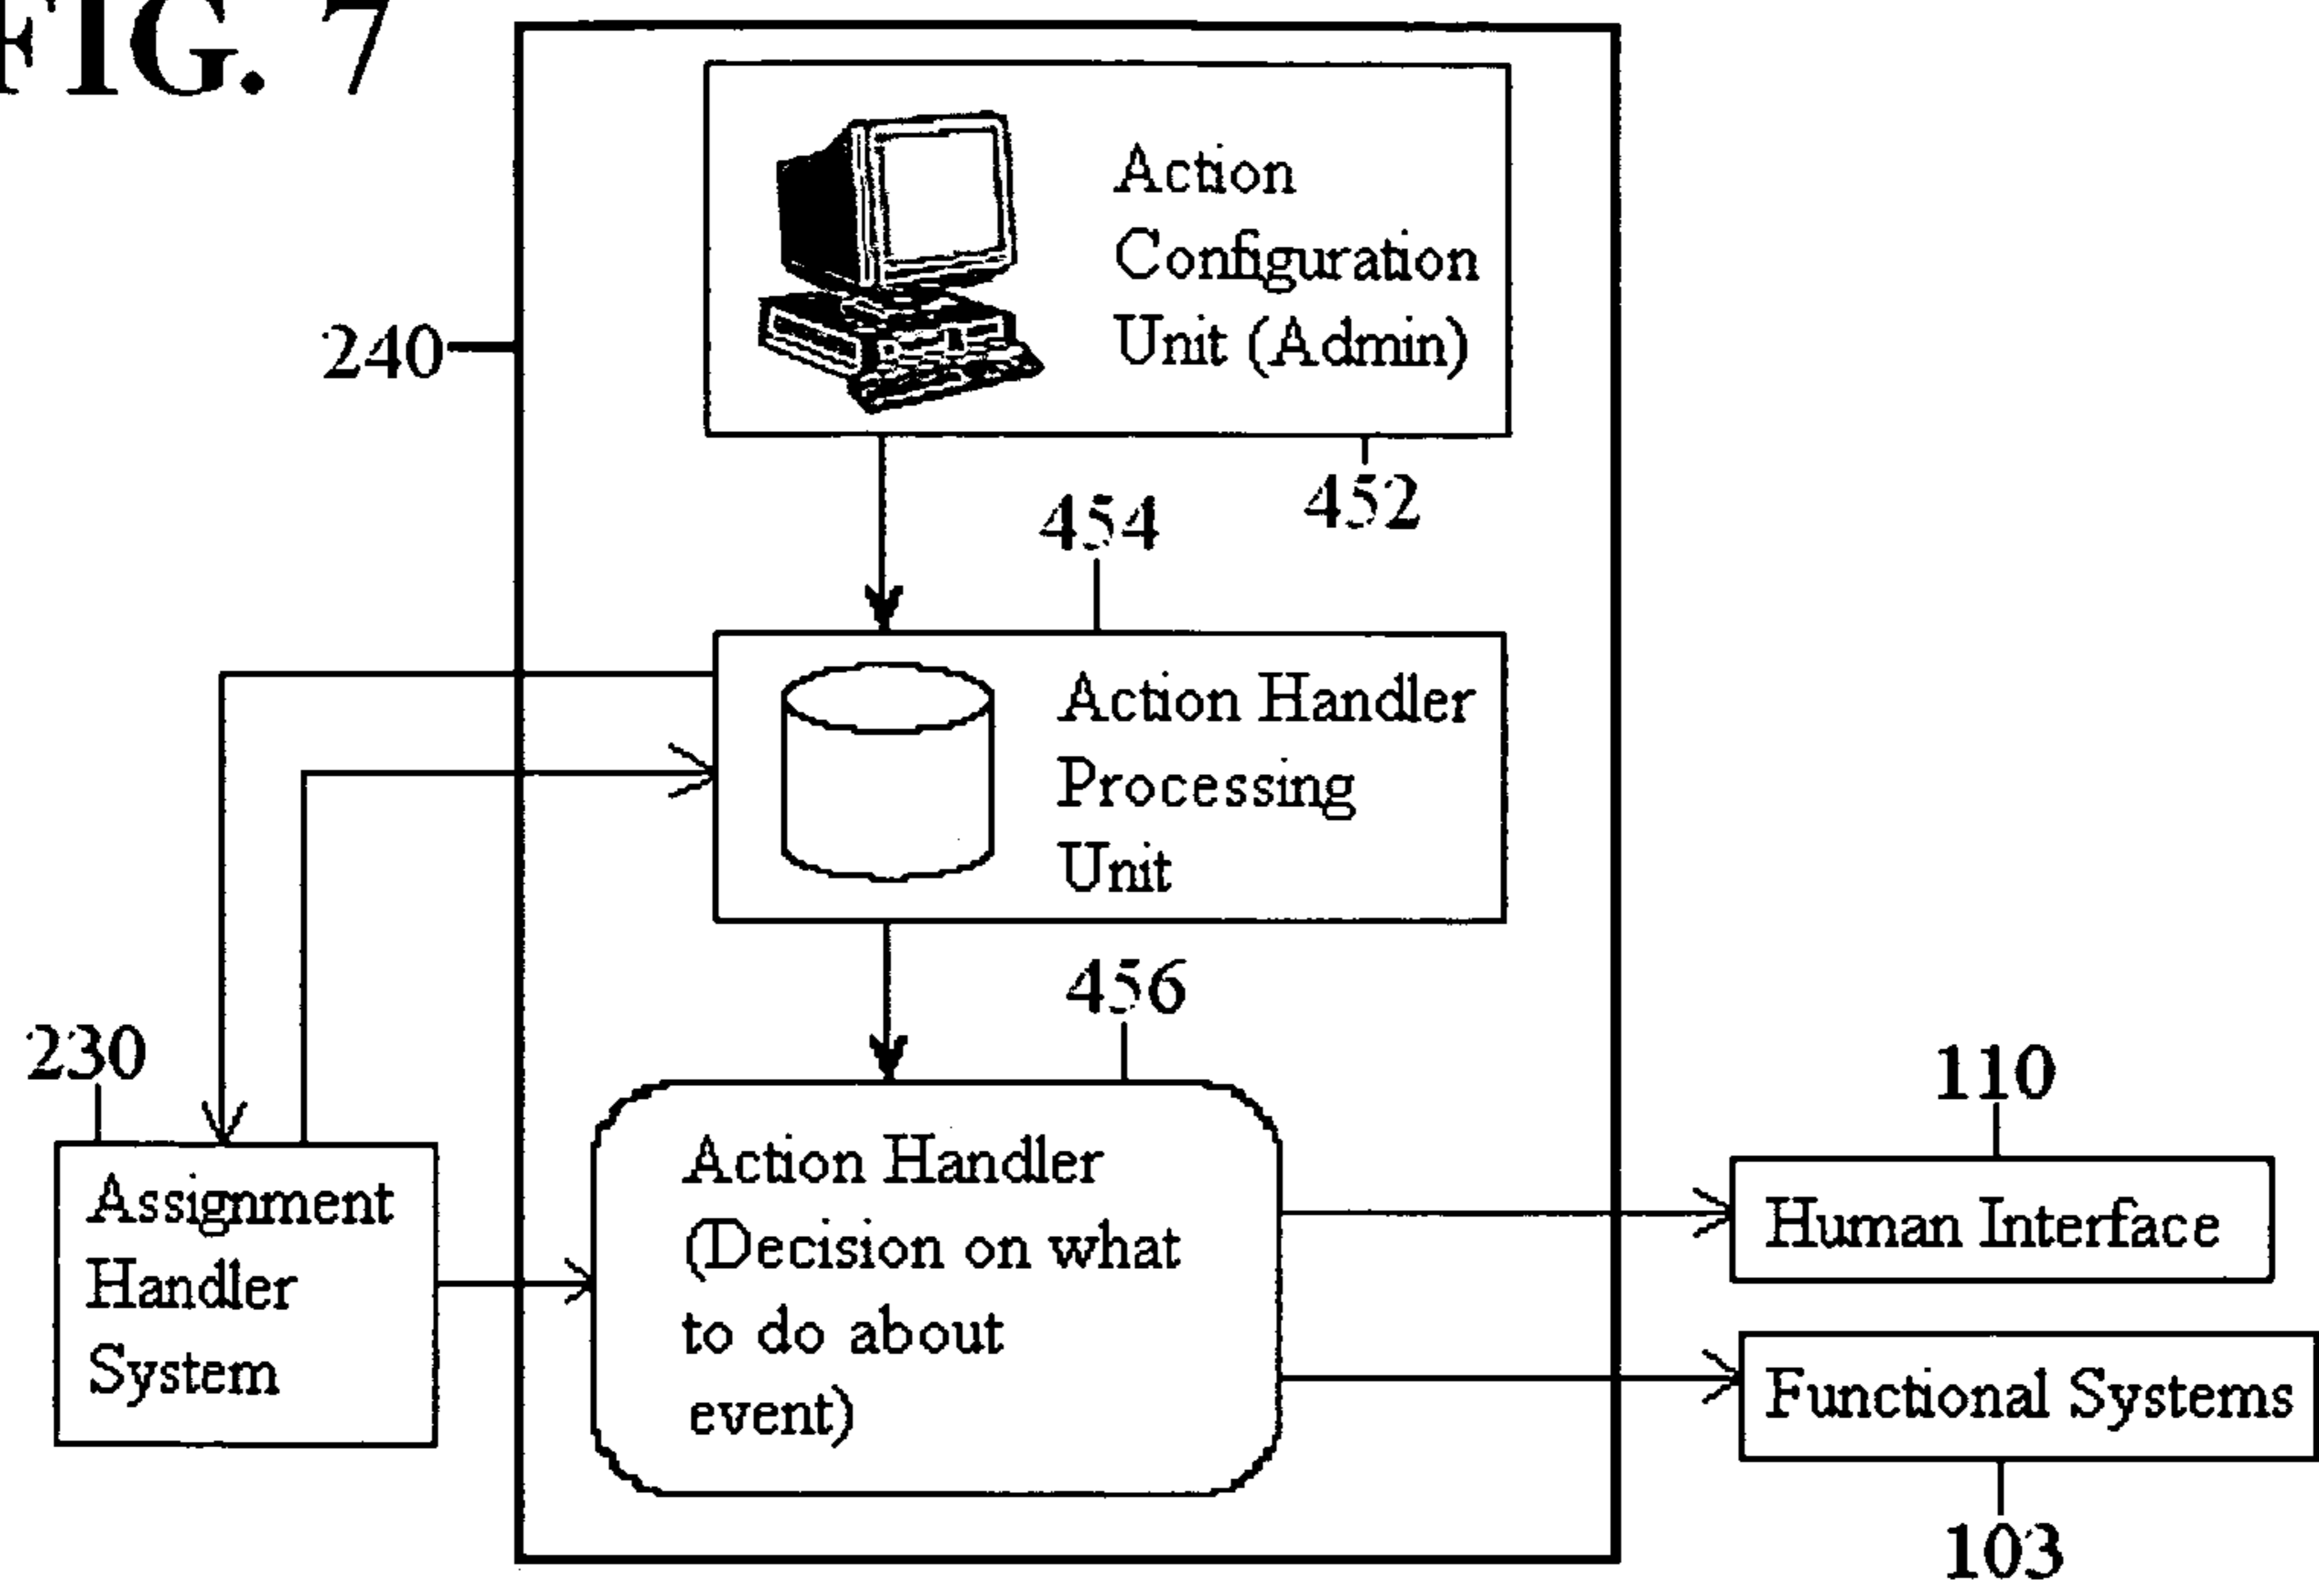 FIG. 7
Action
Configuration
Unit (Admin)
240
452
454
Action Handler
Processing
Unit
456
230
110
Assignment
Handler
System
Action Handler
(Decision on what
to do about
event)
Human Interface
Functional Systems
103